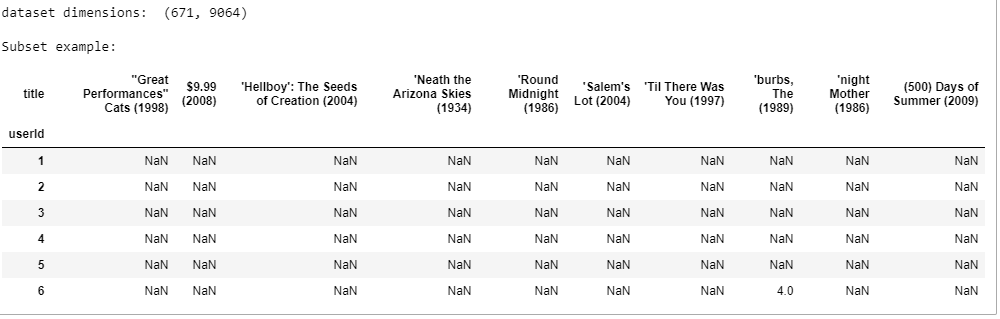 dataset dimensions:  (671, 9064)
Subset example:
title "Great Performances" Cats (1998) $9.99 (2008) 'Hellboy': The Seeds of Creation (2004) 'Neath the Arizona Skies (1934) 'Round Midnight (1986) 'Salem's Lot (2004) 'Til There Was You (1997) 'burbs, The (1989) 'night Mother (1986) (500) Days of Summer (2009)
userId
1 NaN NaN NaN NaN NaN NaN NaN NaN NaN NaN
2 NaN NaN NaN NaN NaN NaN NaN NaN NaN NaN
3 NaN NaN NaN NaN NaN NaN NaN NaN NaN NaN
4 NaN NaN NaN NaN NaN NaN NaN NaN NaN NaN
5 NaN NaN NaN NaN NaN NaN NaN NaN NaN NaN
6 NaN NaN NaN NaN NaN NaN NaN 4.0 NaN NaN